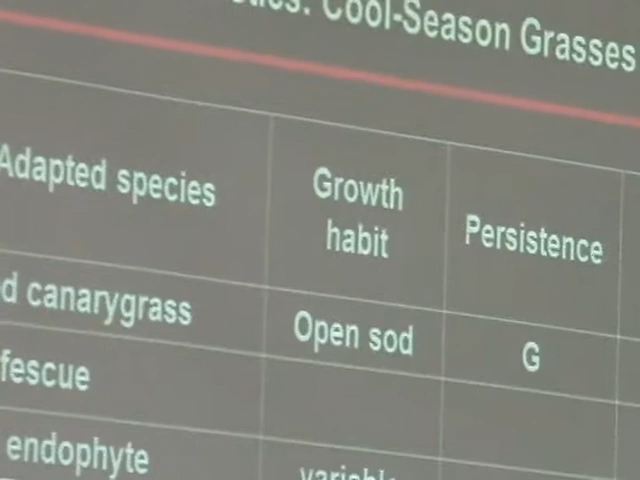 Cool-Season Grasses
Adapted species
Growth
habit
Persistence
canarygrass
Open sod
G
fescue
endophyte